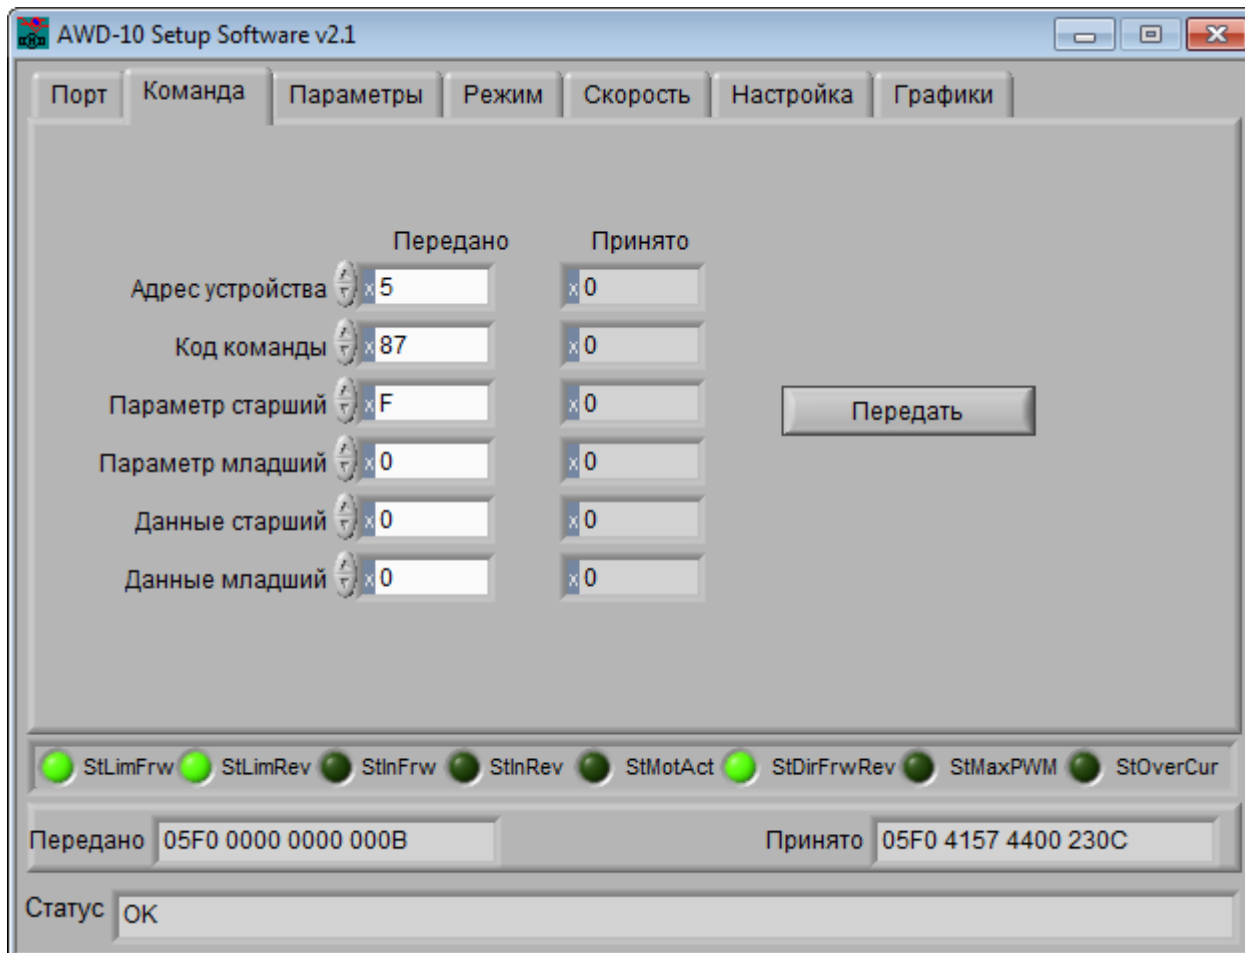 AWD-10 Setup Software v2.1
Порт Команда Параметры Режим Скорость Настройка Графики
Передано Принято
Адрес устройства x 5 x 0
Код команды x 87 x 0
Параметр старший x F x 0
Передать
Параметр младший x 0 x 0
Данные старший x 0 x 0
Данные младший x 0 x 0
StLimFrw StLimRev StInFrw StInRev StMotAct StDirFrwRev StMaxPWM StOverCur
Передано 05F0 0000 0000 000B Принято 05F0 4157 4400 230C
Статус OK